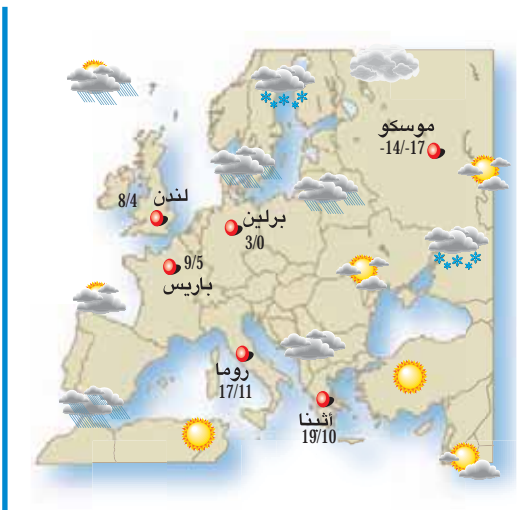 موسكو
-14/-17
لندن
8/4
برلين
3/0
9/5
باريس
روما
17/11
أثينا
19/10